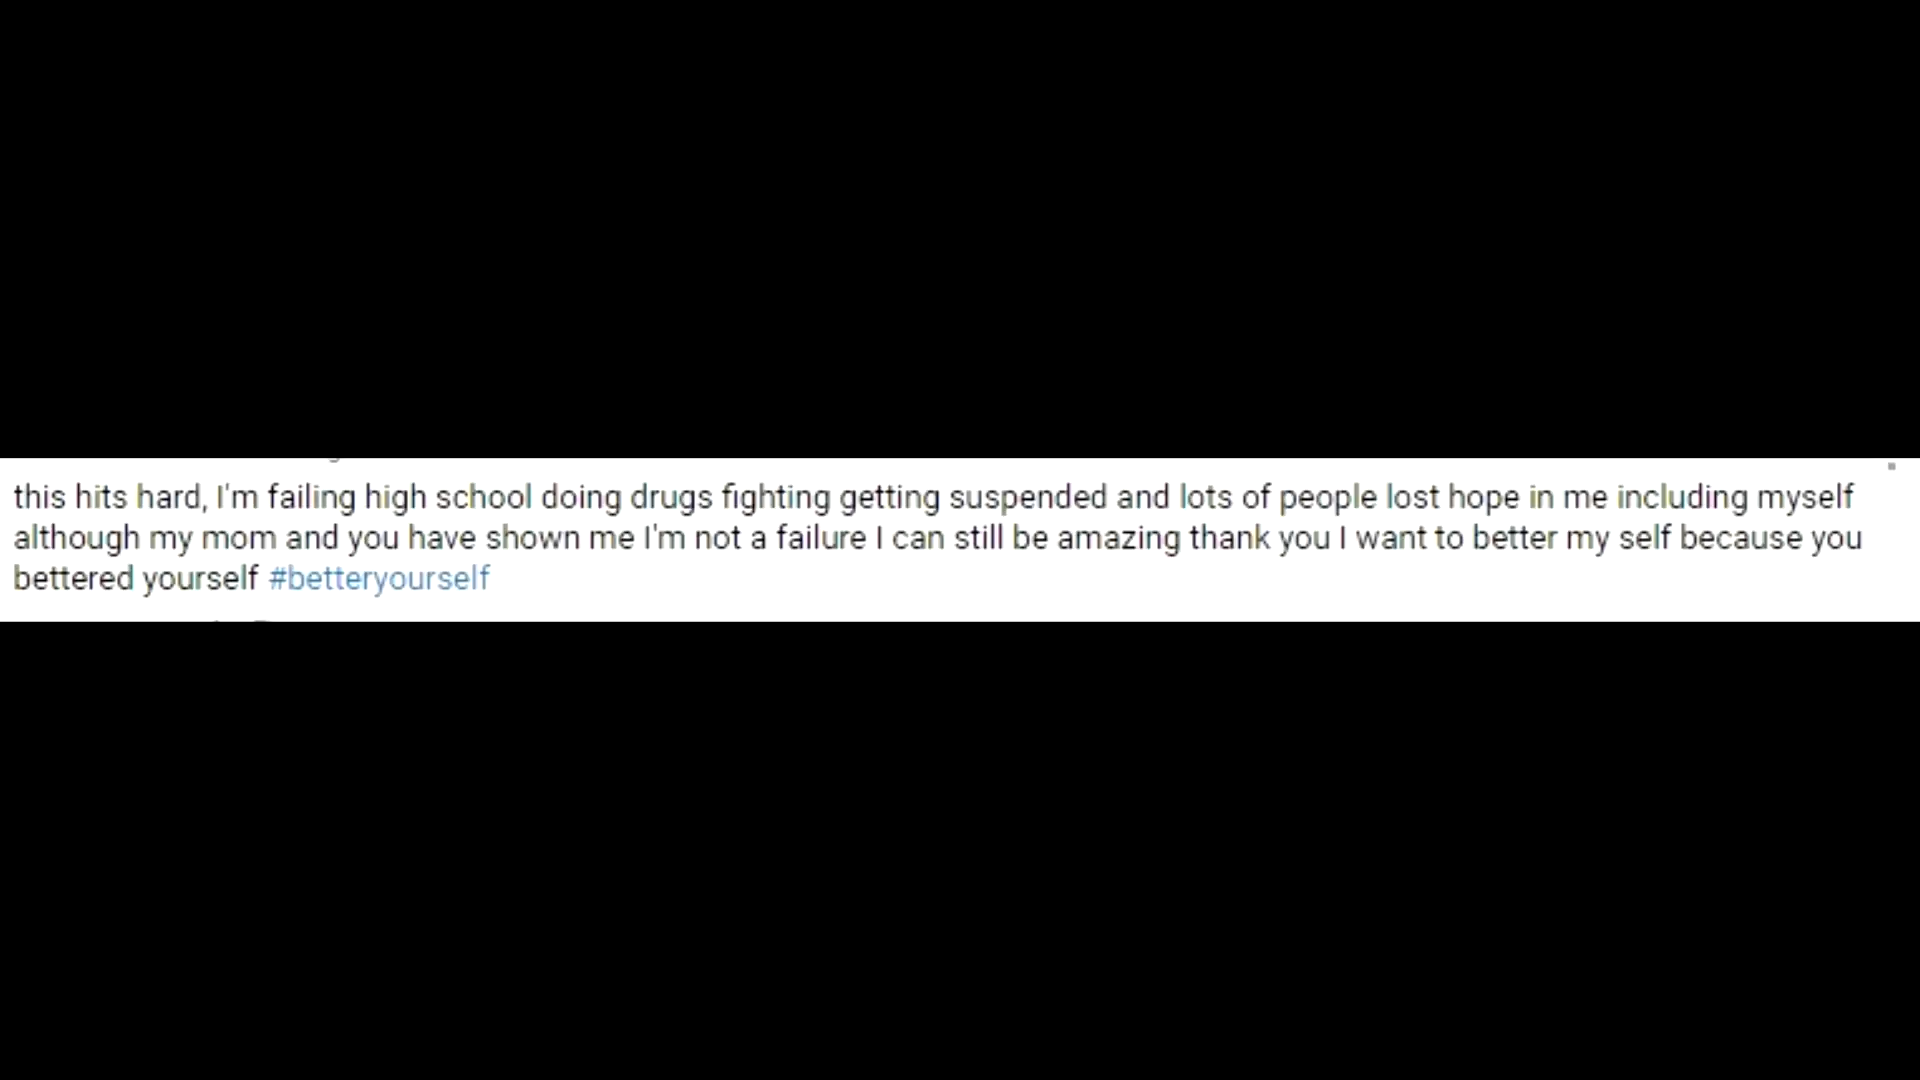 this hits hard, I'm failing high school doing drugs fighting getting suspended and lots of people lost hope in me including myself
although my mom and you have shown me I'm not a failure I can still be amazing thank you I want to better my self because you
bettered yourself #betteryourself